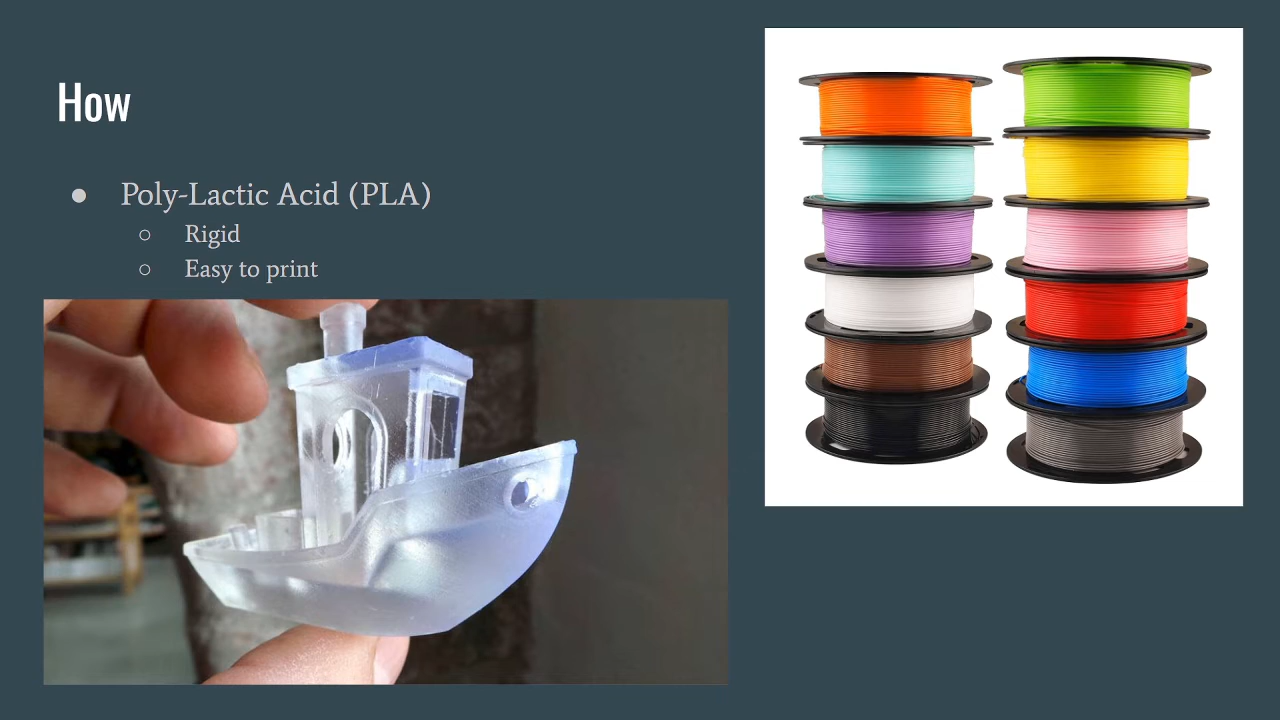 How
● Poly-Lactic Acid (PLA)
○ Rigid
○ Easy to print